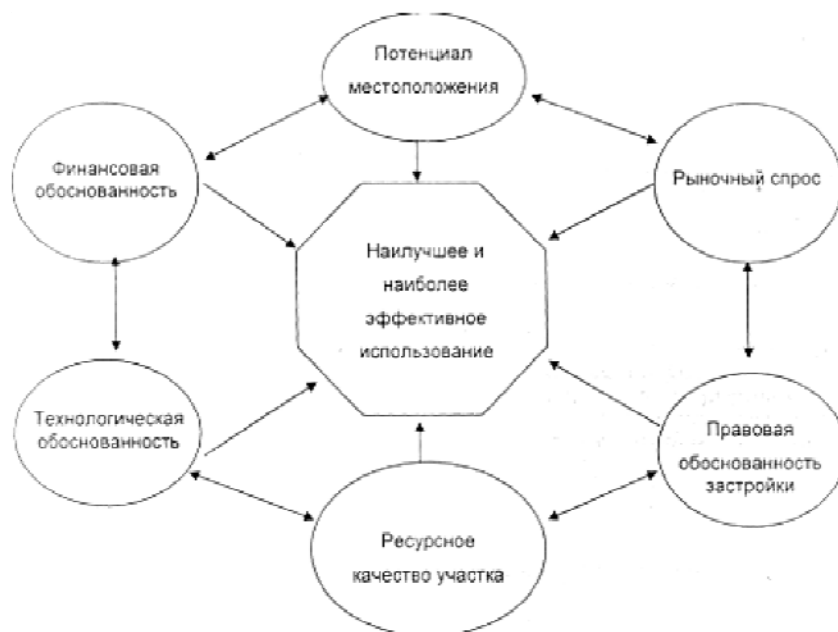 Потенциал
местоположения
Финансовая
обоснованность
Рыночный спрос
Наилучшее и
наиболее
эффективное
использование
Технологическая
обоснованность
Правовая
обоснованность
застройки
Ресурсное
качество участка